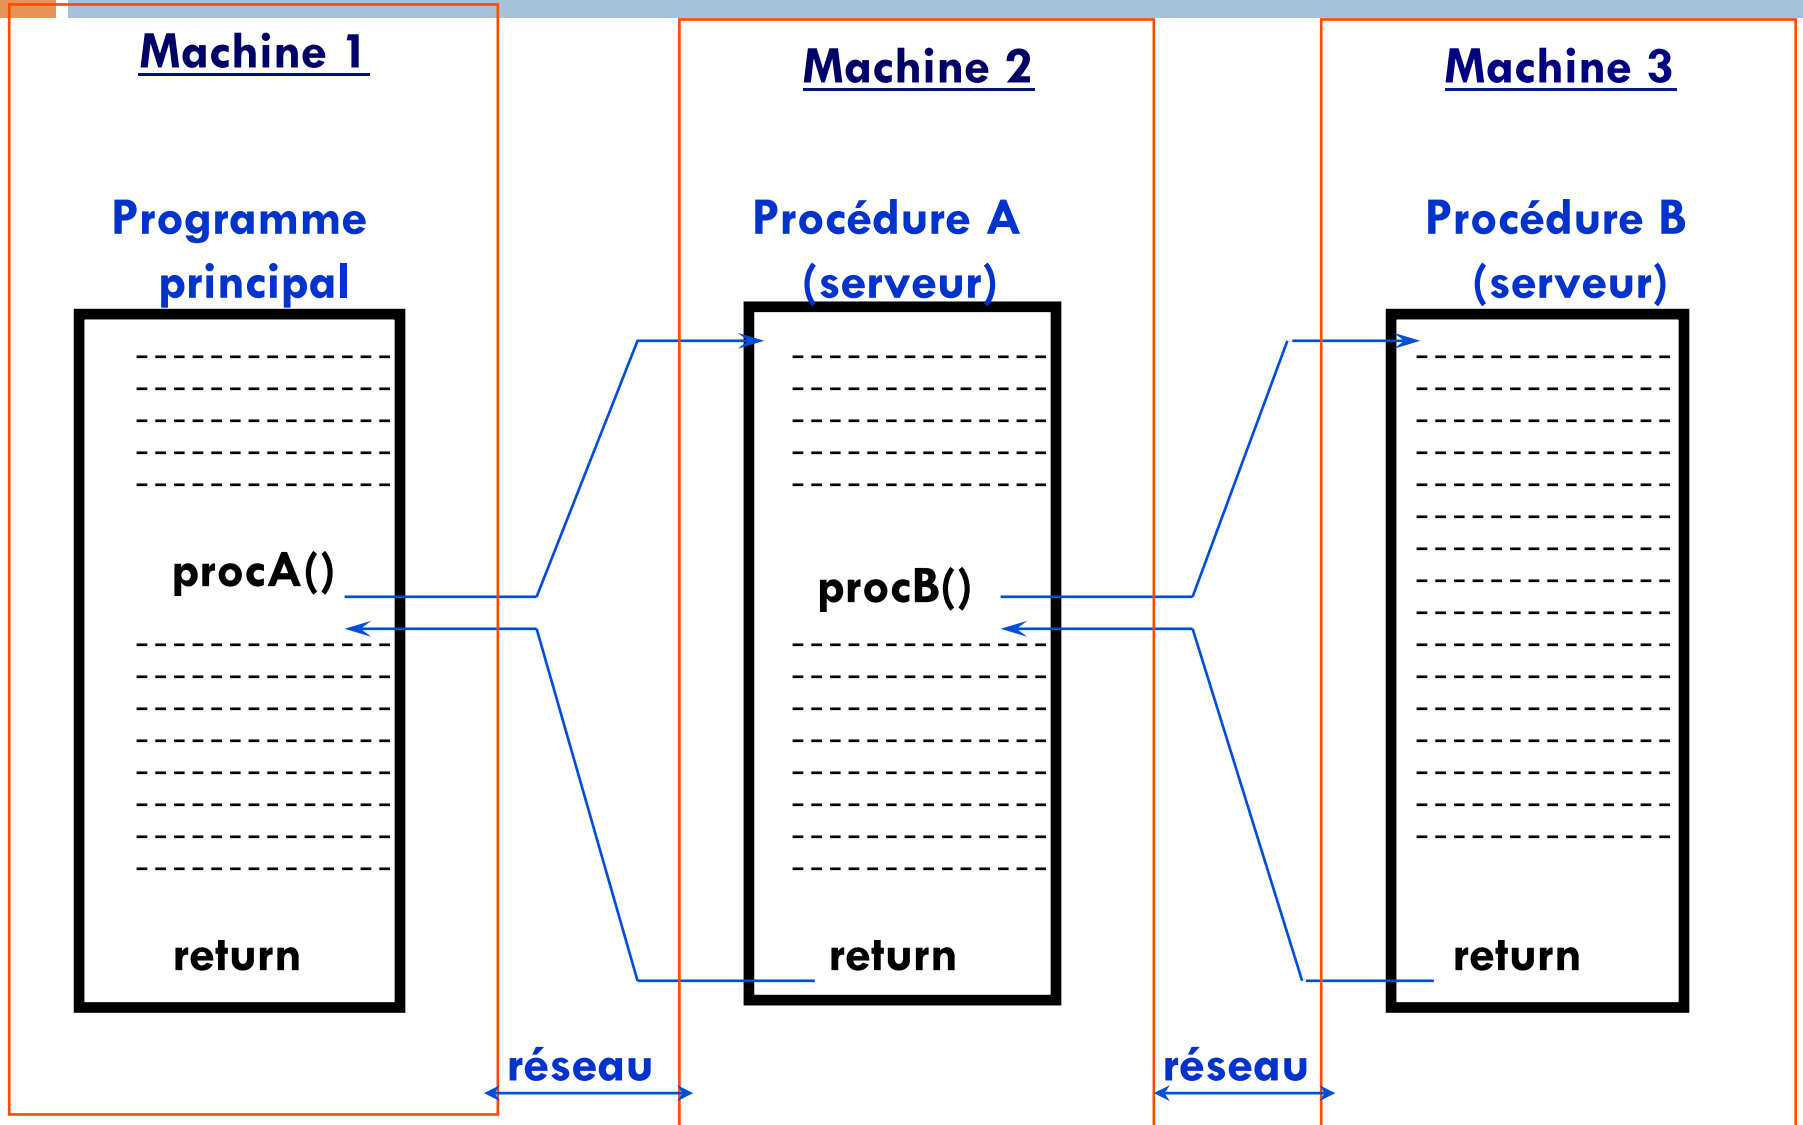 Machine 1
Machine 2
Machine 3
Programme
principal
Procédure A
(serveur)
Procédure B
(serveur)
procA()
procB()
return
return
return
réseau
réseau